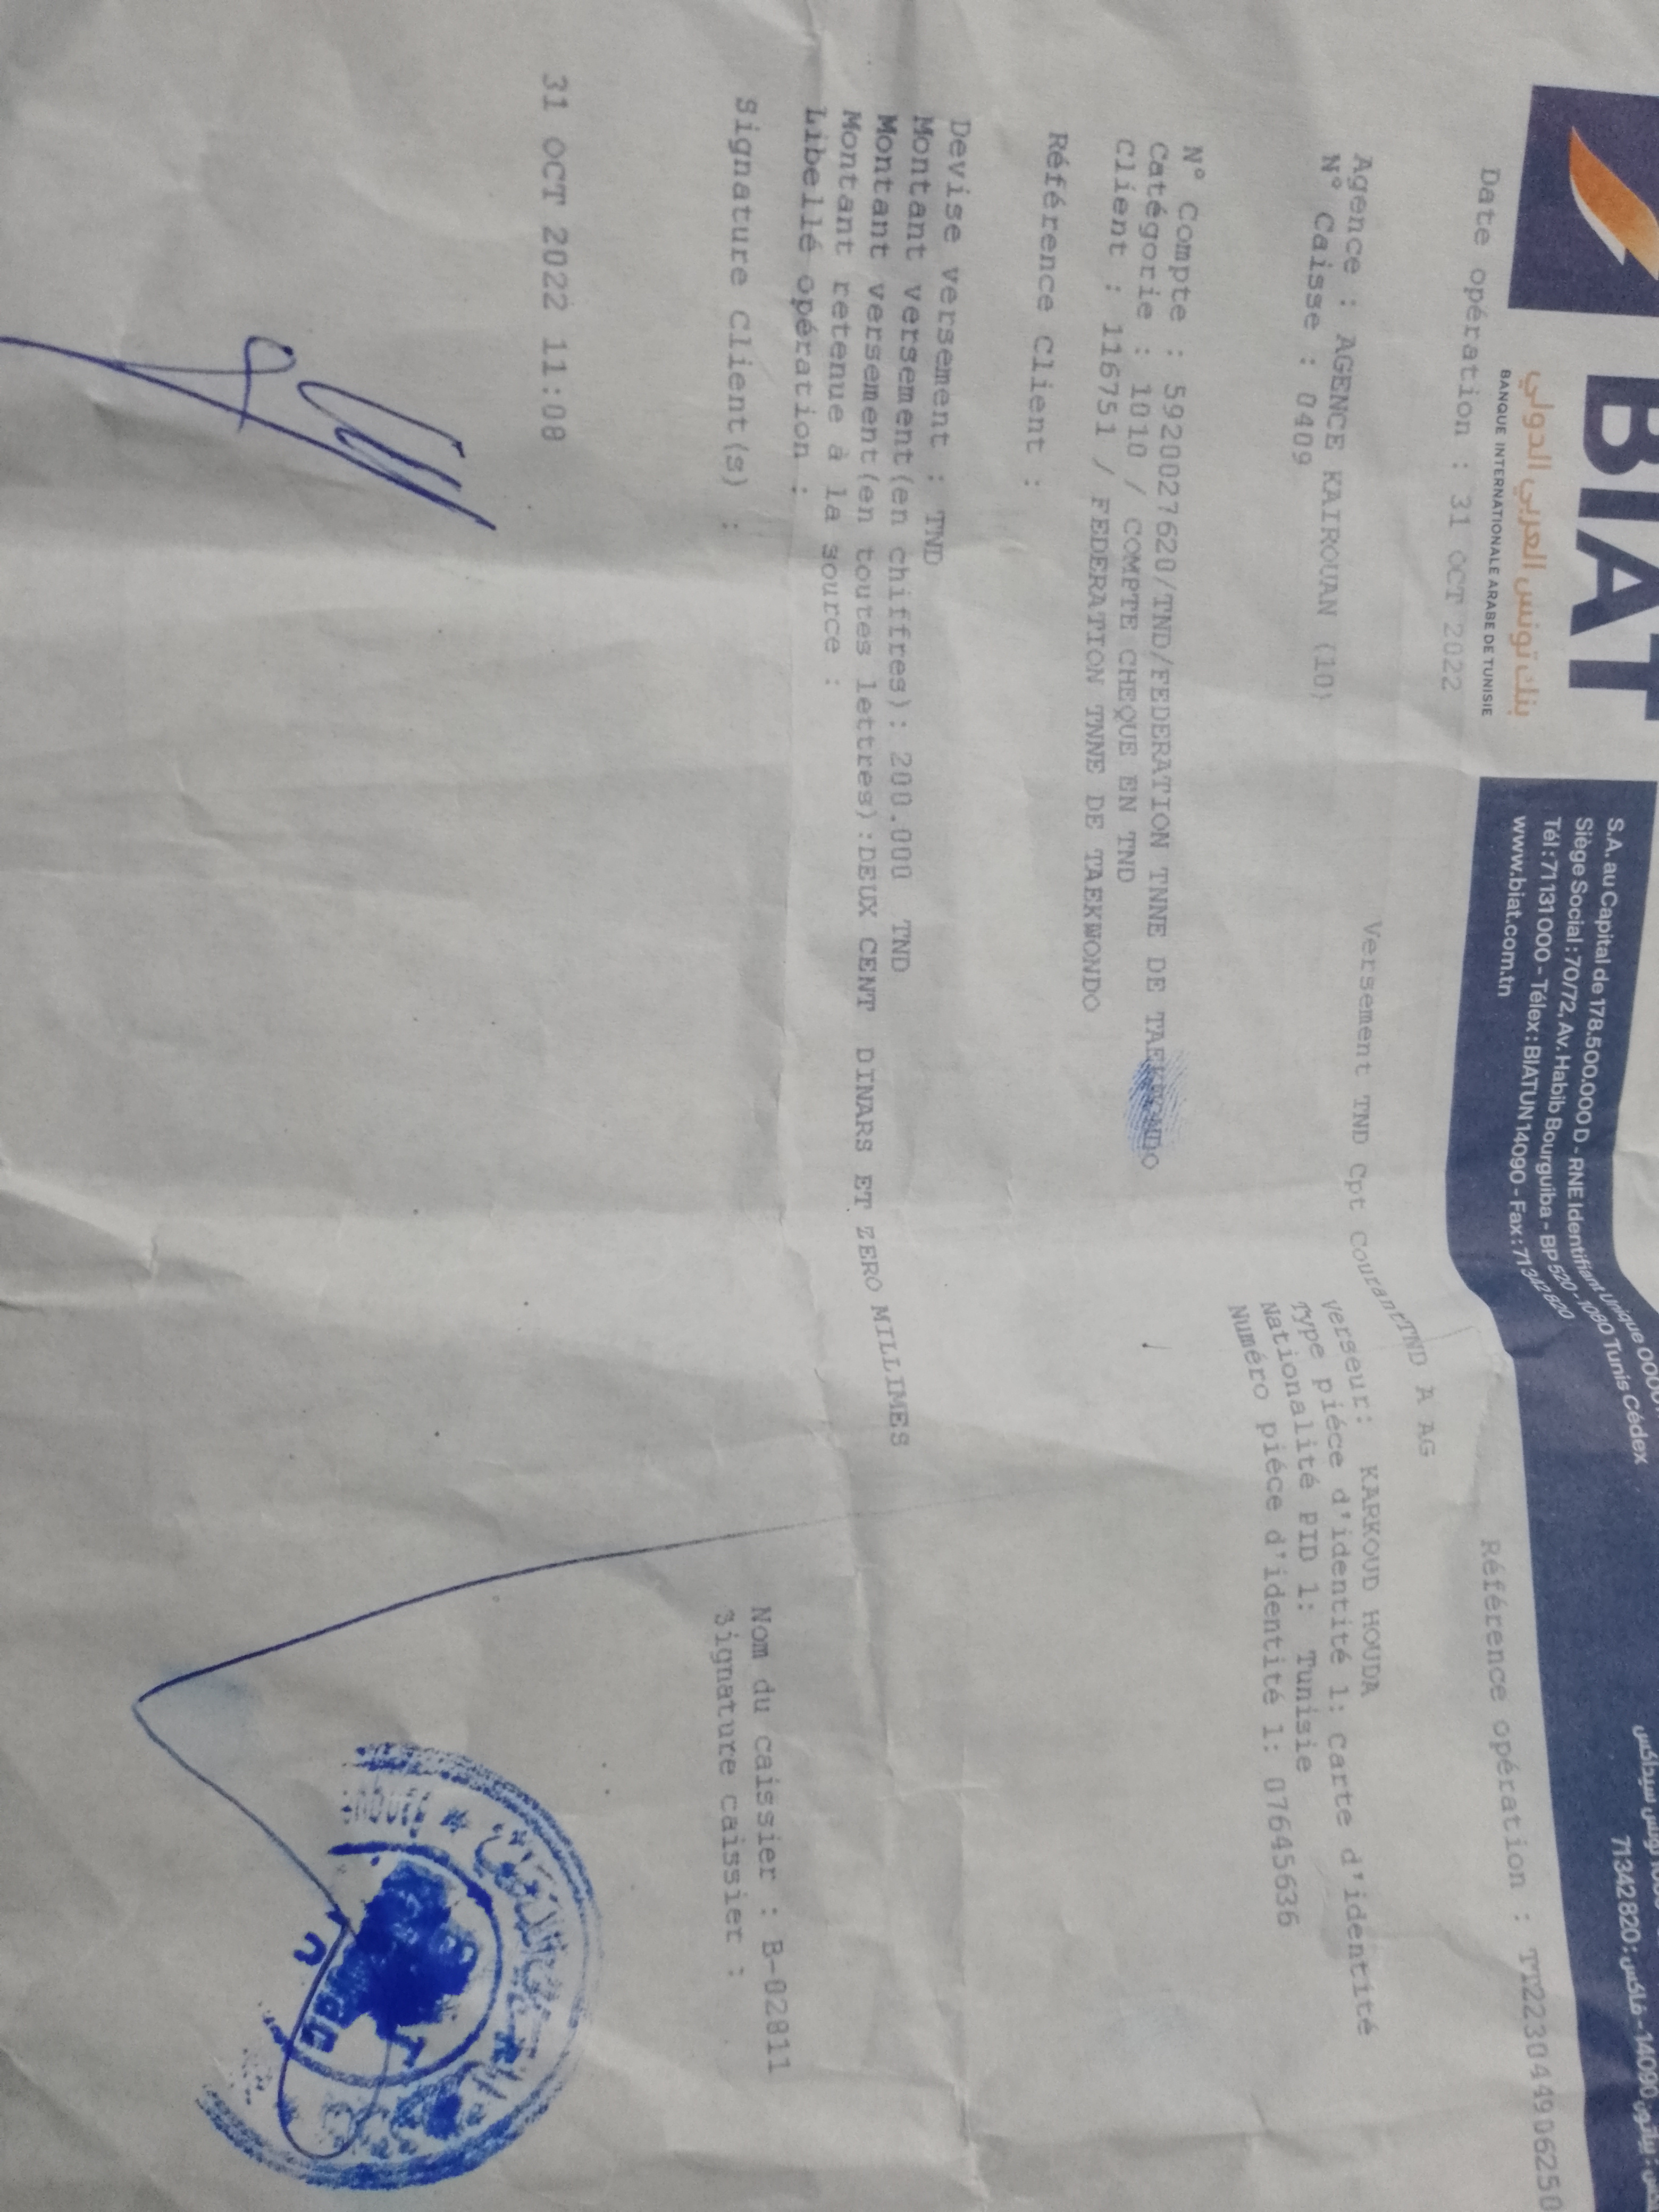 BIAT
بنك تونس العربي الدولي
BANQUE INTERNATIONALE ARABE DE TUNISIE
S.A. au Capital de 178.500.000 D - RNE Identifiant Unique
Siège Social : 70/72, Av. Habib Bourguiba - BP 520 - 1080 Tunis Cédex
Tél : 71 131 000 - Télex : BIATUN 14090 - Fax : 71 342 820
www.biat.com.tn
14090 - فاكس : 71 342 820
Date opération : 31 OCT 2022
Référence opération : TT22304490625 0
Versement TND Cpt Courant TND A AG
Agence : AGENCE KAIROUAN (10)
N° Caisse : 0409
Verseur: KARKOUD HOUDA
Type piéce d'identité 1: Carte d'identité
Nationalité PID 1: Tunisie
Numéro piéce d'identité 1: 07645636
N° Compte : 5920027620/TND/FEDERATION TNNE DE TAEKWONDO
Catégorie : 1010 / COMPTE CHEQUE EN TND
Client : 116751 / FEDERATION TNNE DE TAEKWONDO
Référence Client :
Devise versement : TND
Montant versement(en chiffres): 200.000 TND
Montant versement(en toutes lettres):DEUX CENT DINARS ET ZERO MILLIMES
Montant retenue à la source :
Libellé opération :
Signature Client(s) :
Nom du caissier : B-02811
Signature caissier :
31 OCT 2022 11:08